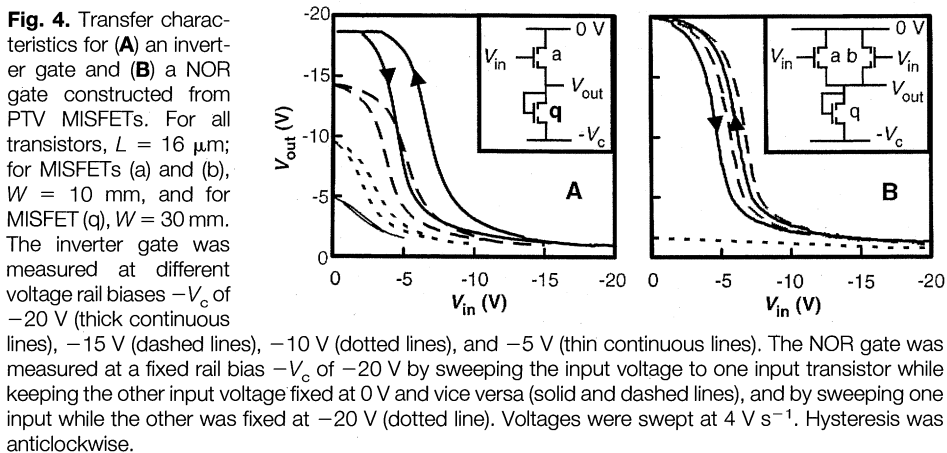 Fig. 4. Transfer charac-
teristics for (A) an invert-
er gate and (B) a NOR
gate constructed from
PTV MISFETs. For all
transistors, L = 16 μm;
for MISFETs (a) and (b),
W = 10 mm, and for
MISFET (q), W = 30 mm.
The inverter gate was
measured at different
voltage rail biases −Vc of
−20 V (thick continuous
lines), −15 V (dashed lines), −10 V (dotted lines), and −5 V (thin continuous lines). The NOR gate was
measured at a fixed rail bias −Vc of −20 V by sweeping the input voltage to one input transistor while
keeping the other input voltage fixed at 0 V and vice versa (solid and dashed lines), and by sweeping one
input while the other was fixed at −20 V (dotted line). Voltages were swept at 4 V s−1. Hysteresis was
anticlockwise.
-20
-15
-10
-5
0
Vout (V)
0 V
Vin
a
Vout
q
-Vc
A
0
-5
-10
-15
-20
Vin (V)
0 V
Vin
a b
Vin
Vout
q
-Vc
B
0
-5
-10
-15
-20
Vin (V)